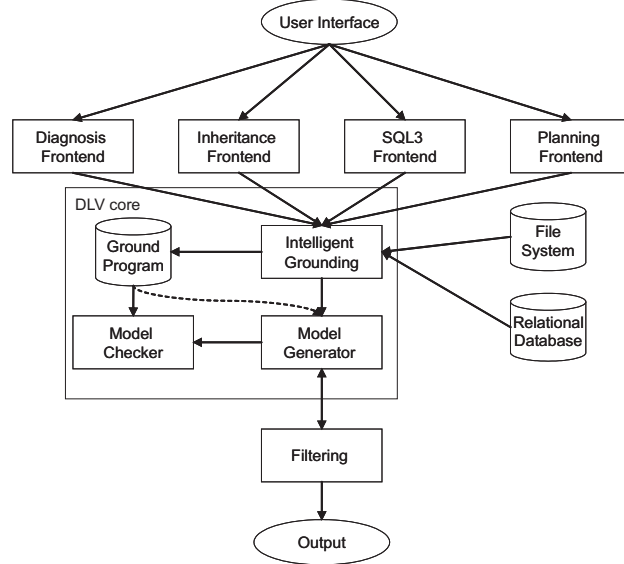 User Interface
Diagnosis
Frontend
Inheritance
Frontend
SQL3
Frontend
Planning
Frontend
DLV core
Ground
Program
Intelligent
Grounding
File
System
Model
Checker
Model
Generator
Relational
Database
Filtering
Output